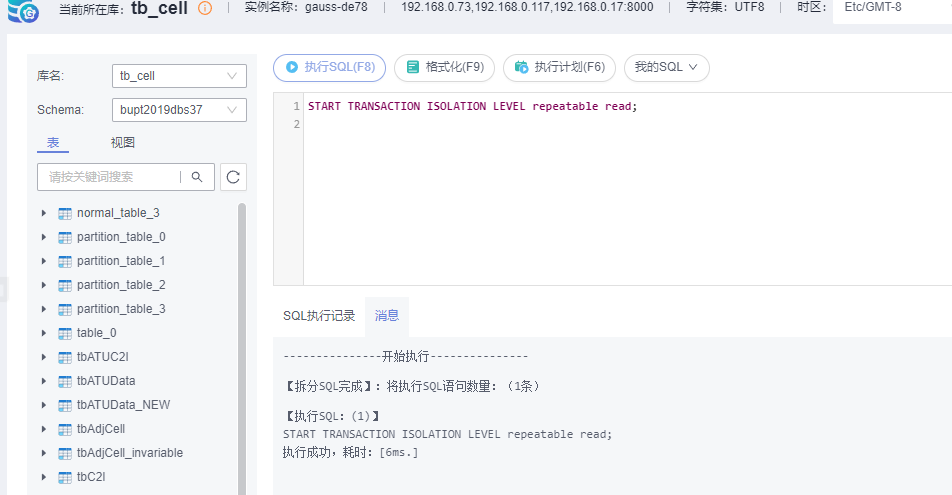 当前所在库: tb_cell | 实例名称: gauss-de78 | 192.168.0.73,192.168.0.117,192.168.0.17:8000 | 字符集: UTF8 | 时区: Etc/GMT-8
库名: tb_cell
Schema: bupt2019dbs37
表 视图
请按关键词搜索
normal_table_3
partition_table_0
partition_table_1
partition_table_2
partition_table_3
table_0
tbATUC2I
tbATUData
tbATUData_NEW
tbAdjCell
tbAdjCell_invariable
tbC2I
执行SQL(F8) 格式化(F9) 执行计划(F6) 我的SQL
1 START TRANSACTION ISOLATION LEVEL repeatable read;
2
SQL执行记录 消息
---------------开始执行---------------
【拆分SQL完成】: 将执行SQL语句数量: (1条)
【执行SQL: (1)】
START TRANSACTION ISOLATION LEVEL repeatable read;
执行成功, 耗时: [6ms.]